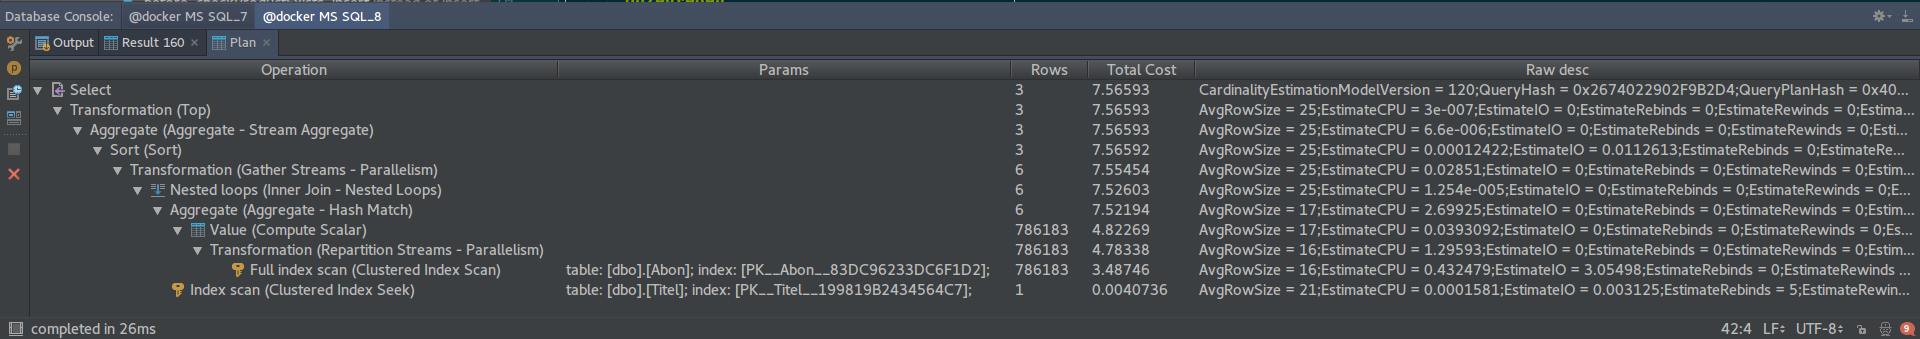 Database Console: @docker MS SQL_7 @docker MS SQL_8
Output Result 160 Plan
Operation Params Rows Total Cost Raw desc
Select 3 7.56593 CardinalityEstimationModelVersion = 120;QueryHash = 0x2674022902F9B2D4;QueryPlanHash = 0x40...
Transformation (Top) 3 7.56593 AvgRowSize = 25;EstimateCPU = 3e-007;EstimateIO = 0;EstimateRebinds = 0;EstimateRewinds = 0;Estima...
Aggregate (Aggregate - Stream Aggregate) 3 7.56593 AvgRowSize = 25;EstimateCPU = 6.6e-006;EstimateIO = 0;EstimateRebinds = 0;EstimateRewinds = 0;Esti...
Sort (Sort) 3 7.56592 AvgRowSize = 25;EstimateCPU = 0.00012422;EstimateIO = 0.0112613;EstimateRebinds = 0;EstimateRe...
Transformation (Gather Streams - Parallelism) 6 7.55454 AvgRowSize = 25;EstimateCPU = 0.02851;EstimateIO = 0;EstimateRebinds = 0;EstimateRewinds = 0;Estim...
Nested loops (Inner Join - Nested Loops) 6 7.52603 AvgRowSize = 25;EstimateCPU = 1.254e-005;EstimateIO = 0;EstimateRebinds = 0;EstimateRewinds = 0;E...
Aggregate (Aggregate - Hash Match) 6 7.52194 AvgRowSize = 17;EstimateCPU = 2.69925;EstimateIO = 0;EstimateRebinds = 0;EstimateRewinds = 0;Estim...
Value (Compute Scalar) 786183 4.82269 AvgRowSize = 17;EstimateCPU = 0.0393092;EstimateIO = 0;EstimateRebinds = 0;EstimateRewinds = 0;Es...
Transformation (Repartition Streams - Parallelism) 786183 4.78338 AvgRowSize = 16;EstimateCPU = 1.29593;EstimateIO = 0;EstimateRebinds = 0;EstimateRewinds = 0;Estim...
Full index scan (Clustered Index Scan) table: [dbo].[Abon]; index: [PK__Abon__83DC96233DC6F1D2]; 786183 3.48746 AvgRowSize = 16;EstimateCPU = 0.432479;EstimateIO = 3.05498;EstimateRebinds = 0;EstimateRewinds ...
Index scan (Clustered Index Seek) table: [dbo].[Titel]; index: [PK__Titel__199819B2434564C7]; 1 0.0040736 AvgRowSize = 21;EstimateCPU = 0.0001581;EstimateIO = 0.003125;EstimateRebinds = 5;EstimateRewin...
completed in 26ms 42:4 LF UTF-8 9